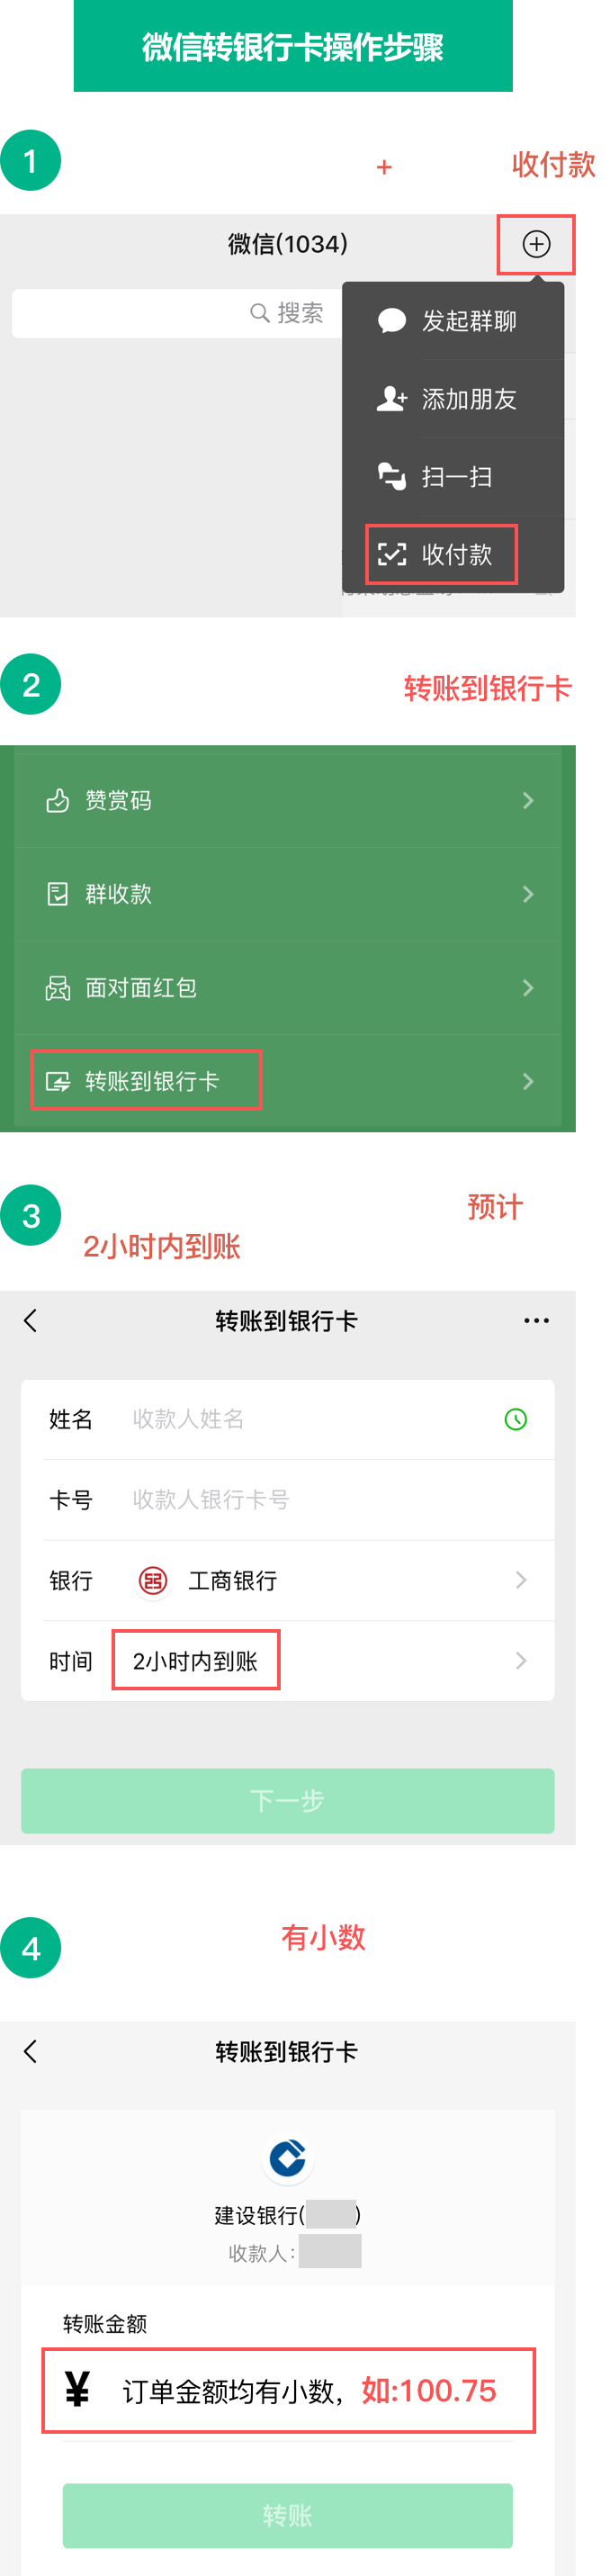 微信转银行卡操作步骤
1
+ 收付款
微信(1034)
搜索
发起群聊
添加朋友
扫一扫
收付款
2
转账到银行卡
赞赏码
群收款
面对面红包
转账到银行卡
3
预计
2小时内到账
转账到银行卡
姓名 收款人姓名
卡号 收款人银行卡号
银行 工商银行
时间 2小时内到账
下一步
4
有小数
转账到银行卡
建设银行( )
收款人:
转账金额
¥ 订单金额均有小数，如:100.75
转账